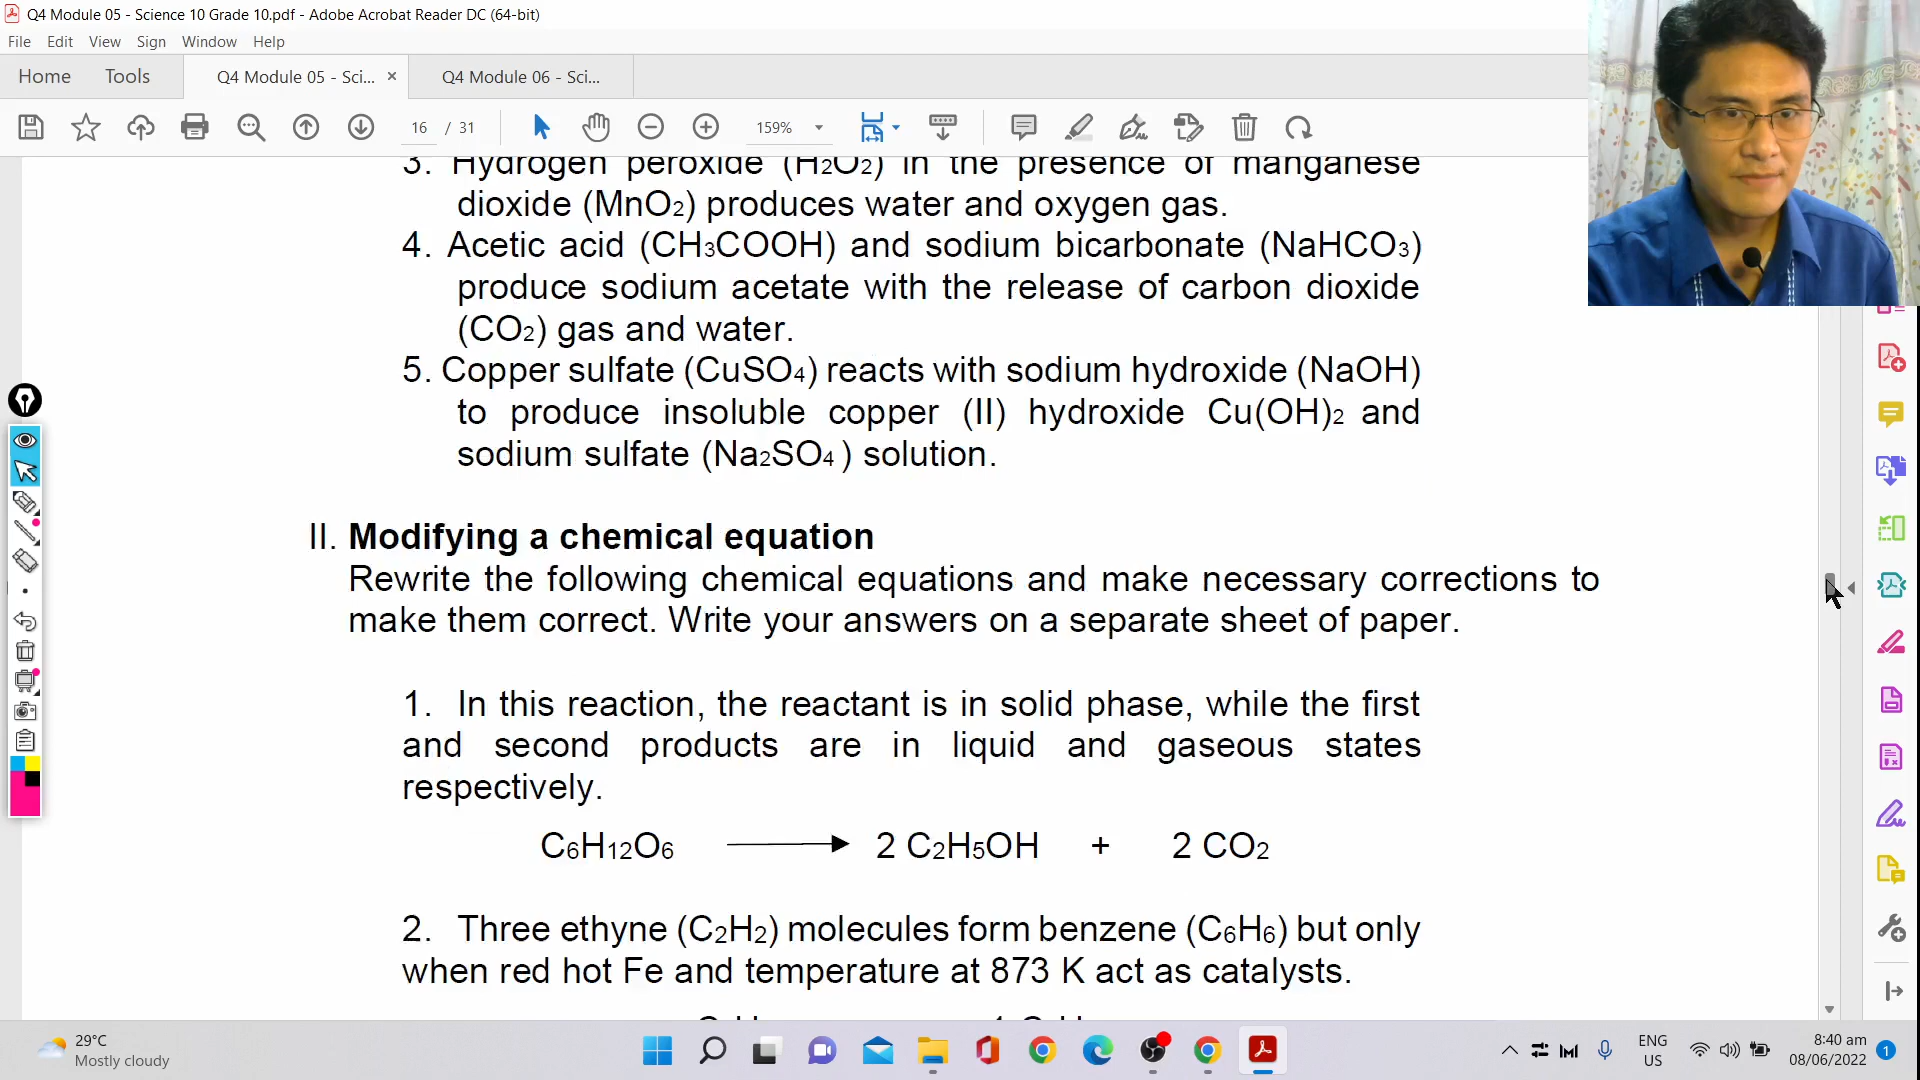 Q4 Module 05 - Science 10 Grade 10.pdf - Adobe Acrobat Reader DC (64-bit)
File Edit View Sign Window Help
Home Tools Q4 Module 05 - Sci... × Q4 Module 06 - Sci...
16 / 31 159%
3. Hydrogen peroxide (H₂O₂) in the presence of manganese
dioxide (MnO₂) produces water and oxygen gas.
4. Acetic acid (CH₃COOH) and sodium bicarbonate (NaHCO₃)
produce sodium acetate with the release of carbon dioxide
(CO₂) gas and water.
5. Copper sulfate (CuSO₄) reacts with sodium hydroxide (NaOH)
to produce insoluble copper (II) hydroxide Cu(OH)₂ and
sodium sulfate (Na₂SO₄ ) solution.
II. Modifying a chemical equation
Rewrite the following chemical equations and make necessary corrections to
make them correct. Write your answers on a separate sheet of paper.
1. In this reaction, the reactant is in solid phase, while the first
and second products are in liquid and gaseous states
respectively.
C₆H₁₂O₆ → 2 C₂H₅OH + 2 CO₂
2. Three ethyne (C₂H₂) molecules form benzene (C₆H₆) but only
when red hot Fe and temperature at 873 K act as catalysts.
29°C
Mostly cloudy
ENG
US
8:40 am
08/06/2022
1